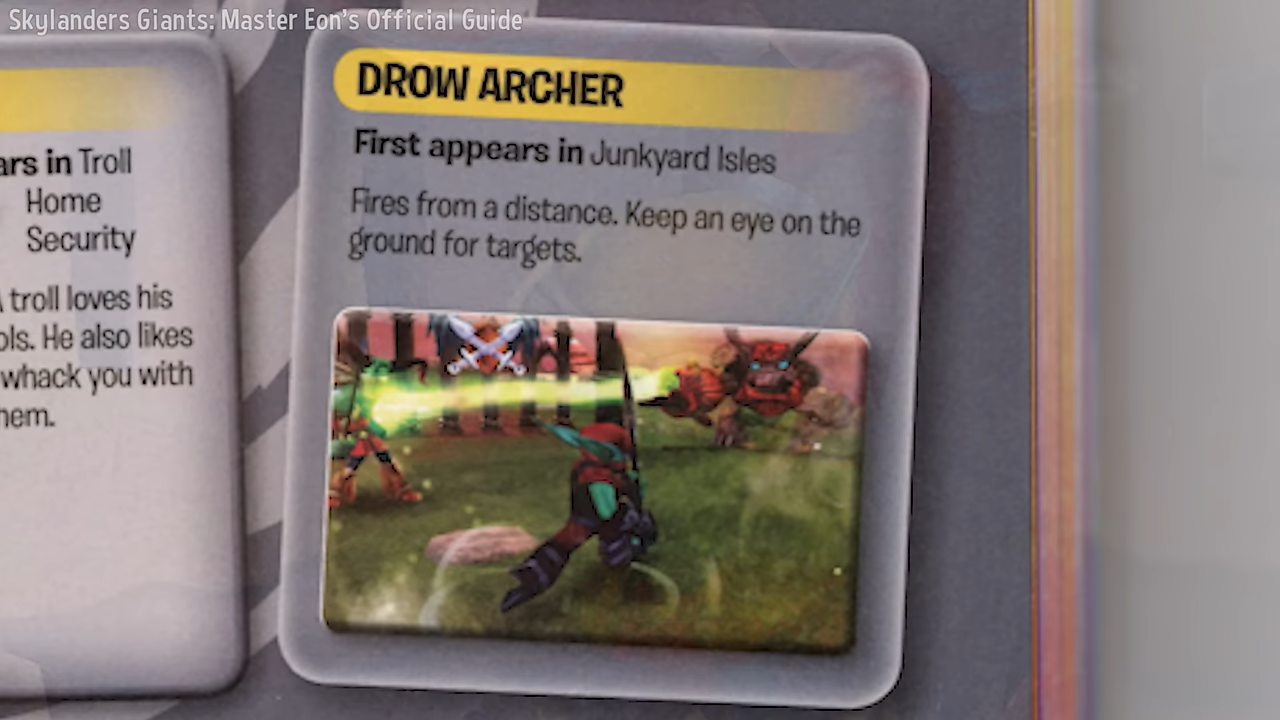 Skylanders Giants: Master Eon's Official Guide
ars in Troll
Home
Security
troll loves his
ols. He also likes
whack you with
hem.
DROW ARCHER
First appears in Junkyard Isles
Fires from a distance. Keep an eye on the
ground for targets.